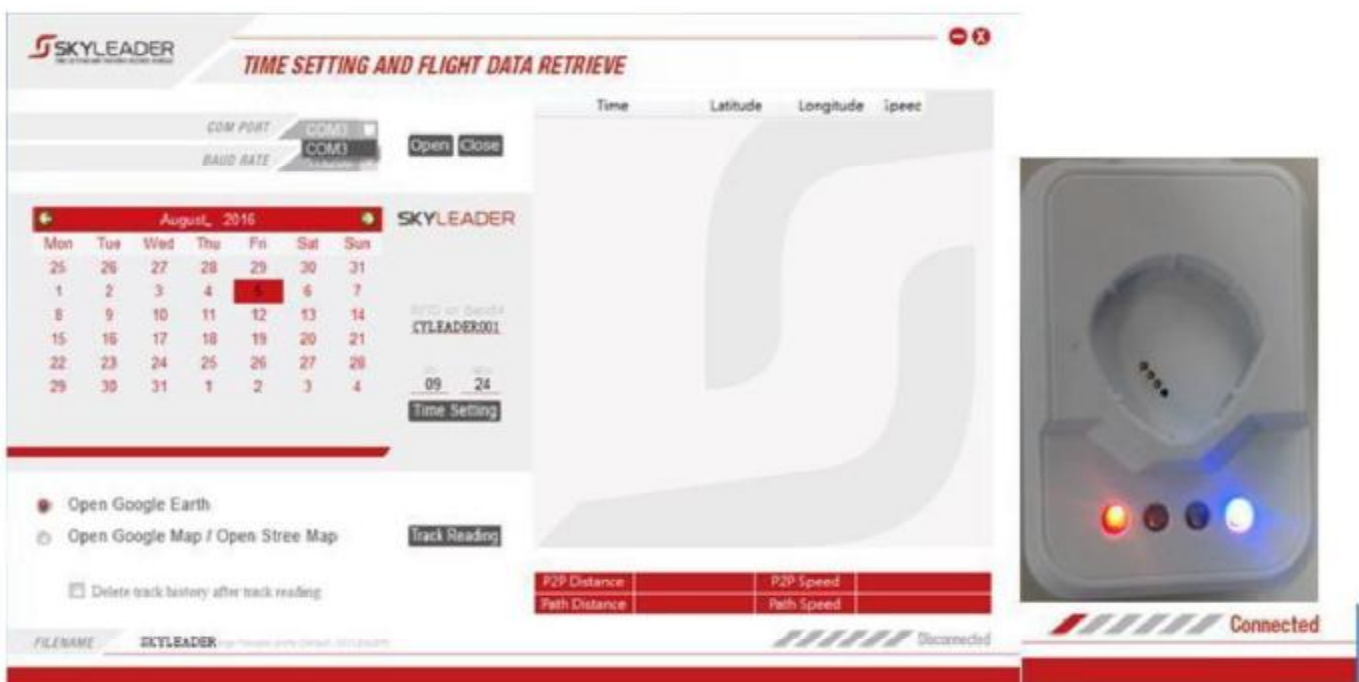 SKYLEADER
TIME SETTING AND FLIGHT DATA RETRIEVE
Time Latitude Longitude Speed
COM PORT COM3
COM3
BAUD RATE
Open Close
August, 2016
SKYLEADER
Mon Tue Wed Thu Fri Sat Sun
25 26 27 28 29 30 31
1 2 3 4 5 6 7
8 9 10 11 12 13 14
15 16 17 18 19 20 21
22 23 24 25 26 27 28
29 30 31 1 2 3 4
CYLEADER001
09 24
Time Setting
Open Google Earth
Open Google Map / Open Stree Map
Track Reading
Delete track history after track reading
P2P Distance P2P Speed
Path Distance Path Speed
FILENAME SKYLEADER
Disconnected
Connected